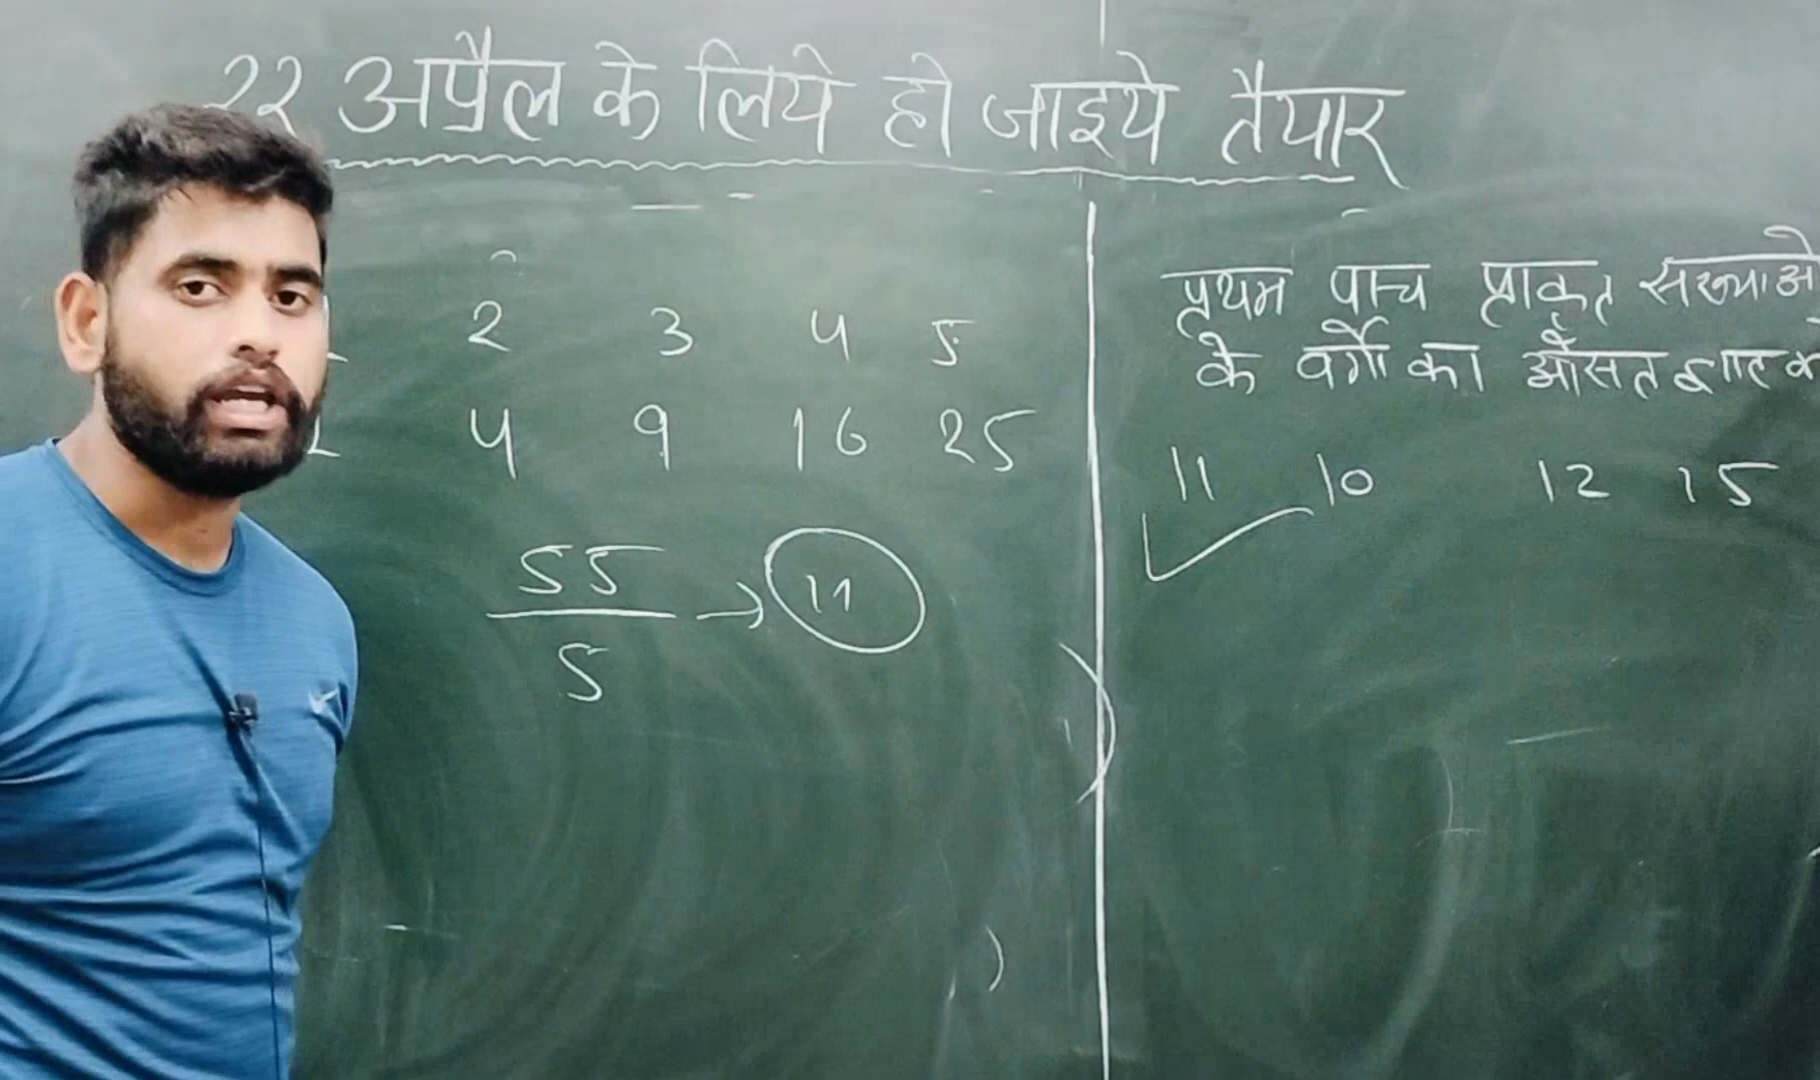 २२ अप्रैल के लिये हो जाइये तैयार
2 3 4 5
4 9 16 25
55
5
→ 11
प्रथम पाच प्राकृत संख्याओ
के वर्गो का औसत ज्ञात
11 10 12 15